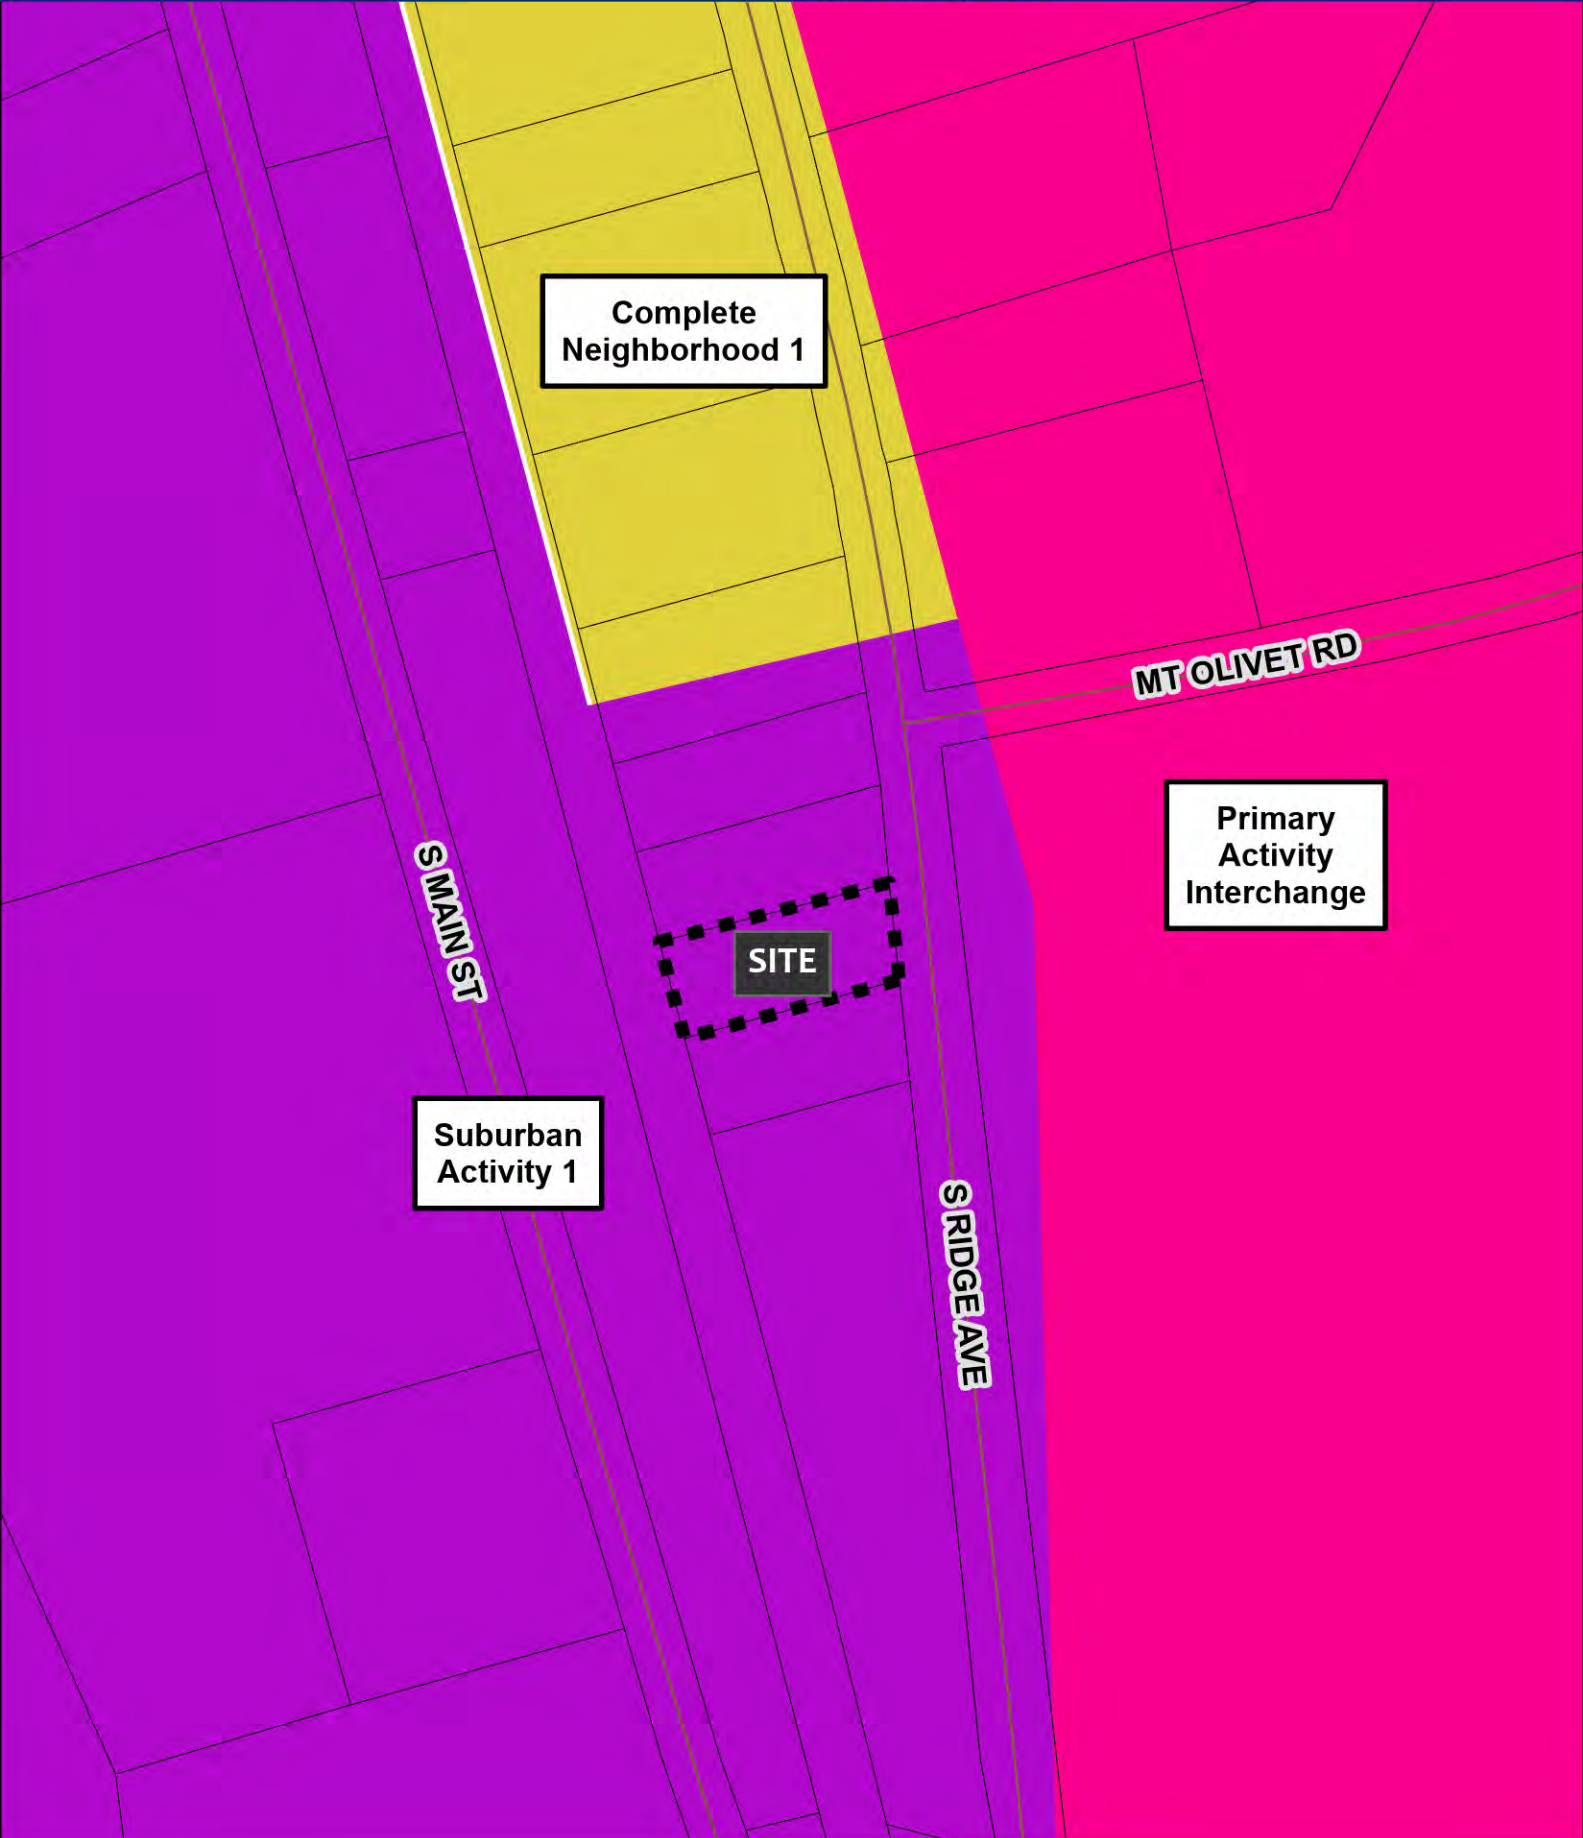 Complete
Neighborhood 1
MT OLIVET RD
Primary
Activity
Interchange
S MAIN ST
SITE
Suburban
Activity 1
S RIDGE AVE